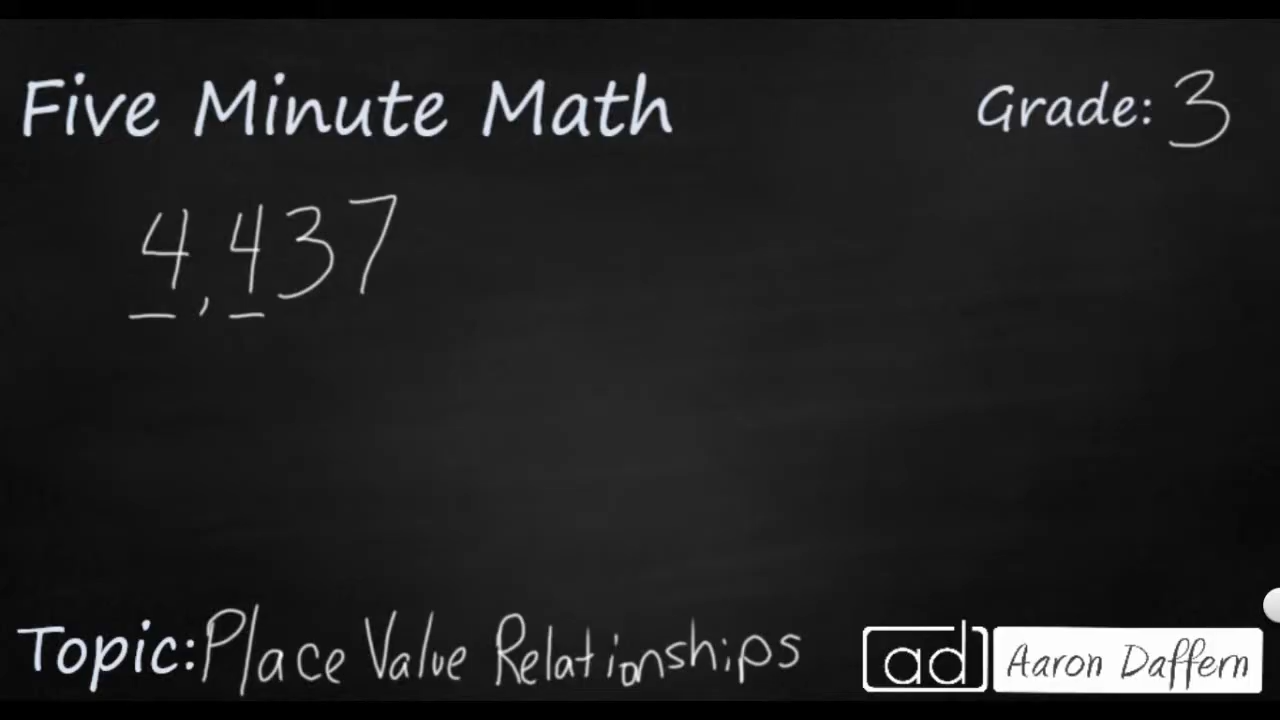 Five Minute Math
Grade: 3
4,437
Topic: Place Value Relationships
ad Aaron Daffern